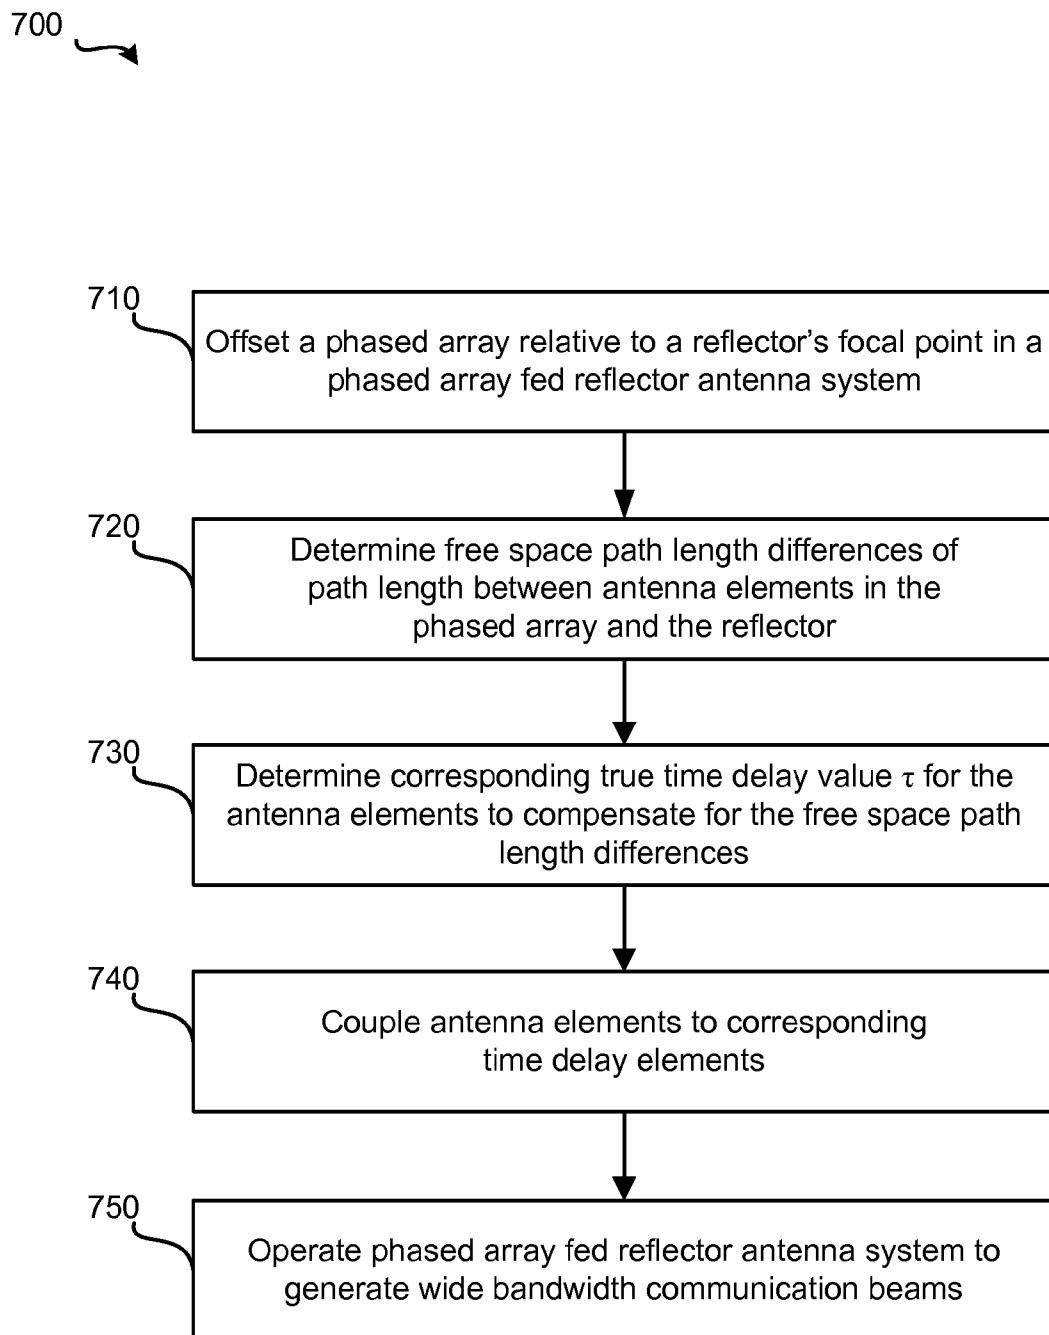 700
710
Offset a phased array relative to a reflector's focal point in a
phased array fed reflector antenna system
720
Determine free space path length differences of
path length between antenna elements in the
phased array and the reflector
730
Determine corresponding true time delay value τ for the
antenna elements to compensate for the free space path
length differences
740
Couple antenna elements to corresponding
time delay elements
750
Operate phased array fed reflector antenna system to
generate wide bandwidth communication beams